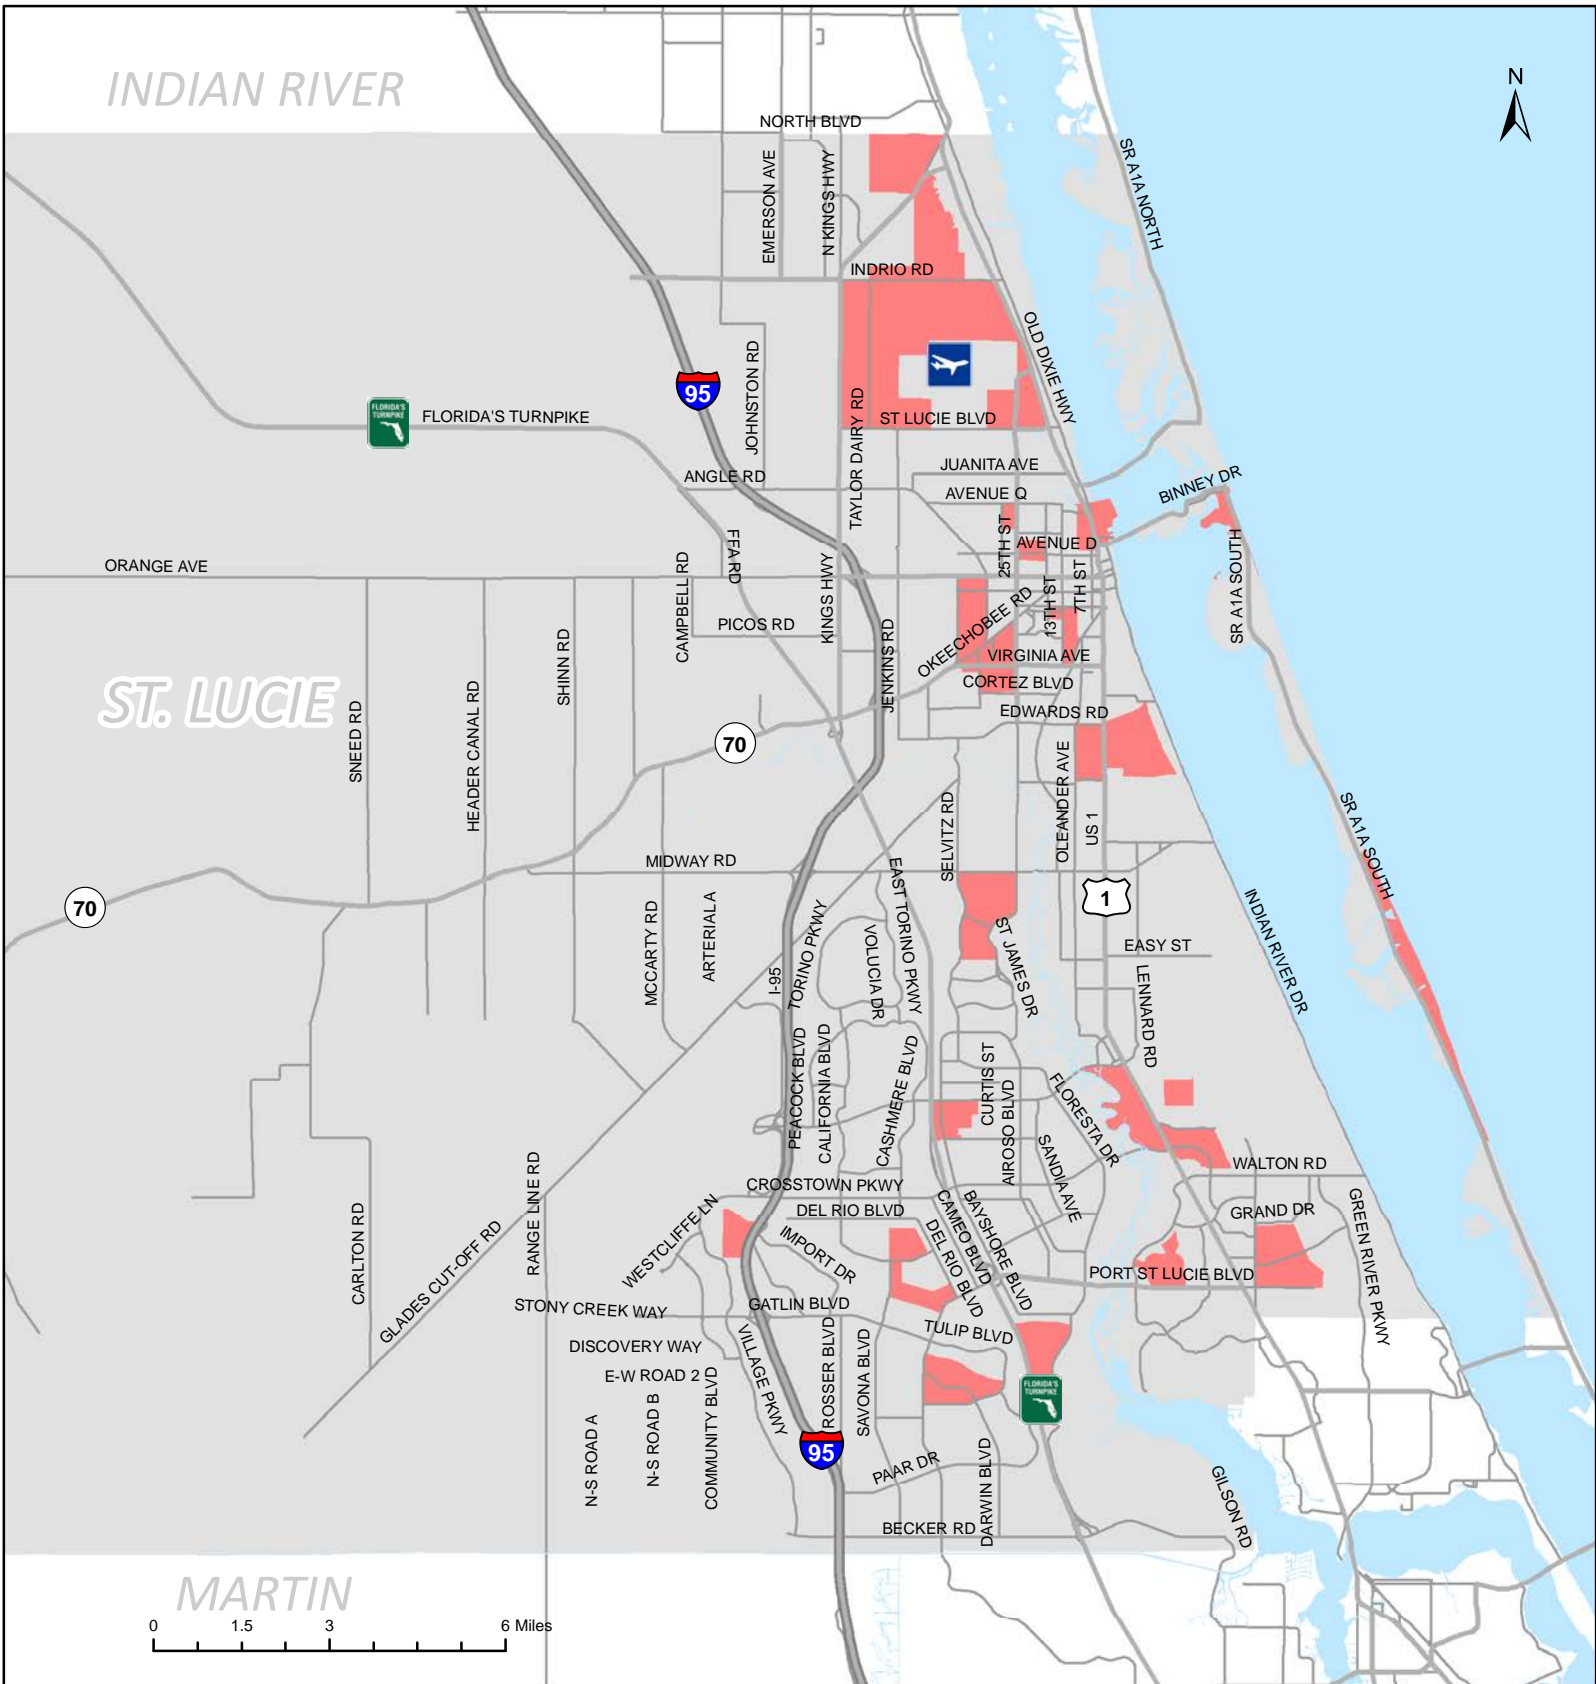 INDIAN RIVER
N
NORTH BLVD
SR A1A NORTH
EMERSON AVE
N KINGS HWY
INDRIO RD
OLD DIXIE HWY
JOHNSTON RD
95
FLORIDA'S
TURNPIKE
FLORIDA'S TURNPIKE
TAYLOR DAIRY RD
ST LUCIE BLVD
JUANITA AVE
ANGLE RD
AVENUE Q
BINNEY DR
25TH ST
AVENUE D
FFA RD
ORANGE AVE
CAMPBELL RD
KINGS HWY
13TH ST
7TH ST
SR A1A SOUTH
PICOS RD
OKEECHOBEE RD
VIRGINIA AVE
SHINN RD
JENKINS RD
CORTEZ BLVD
ST. LUCIE
EDWARDS RD
SNEED RD
HEADER CANAL RD
70
OLEANDER AVE
US 1
SELVITZ RD
SR A1A SOUTH
MIDWAY RD
EAST TORINO PKWY
1
70
MCCARTY RD
ARTERIAL A
TORINO PKWY
VOLUCIA DR
ST JAMES DR
EASY ST
INDIAN RIVER DR
I-95
LENNARD RD
PEACOCK BLVD
CALIFORNIA BLVD
CASHMERE BLVD
CURTIS ST
AIROSO BLVD
FLORESTA DR
SANDIA AVE
WALTON RD
RANGE LINE RD
CROSSTOWN PKWY
WESTCLIFFE LN
DEL RIO BLVD
CAMEO BLVD
BAYSHORE BLVD
GRAND DR
GREEN RIVER PKWY
CARLTON RD
GLADES CUT-OFF RD
IMPORT DR
DEL RIO BLVD
PORT ST LUCIE BLVD
STONY CREEK WAY
GATLIN BLVD
TULIP BLVD
DISCOVERY WAY
VILLAGE PKWY
ROSSER BLVD
SAVONA BLVD
E-W ROAD 2
FLORIDA'S
TURNPIKE
N-S ROAD A
N-S ROAD B
COMMUNITY BLVD
95
PAAR DR
DARWIN BLVD
GILSON RD
BECKER RD
MARTIN
0 1.5 3 6 Miles